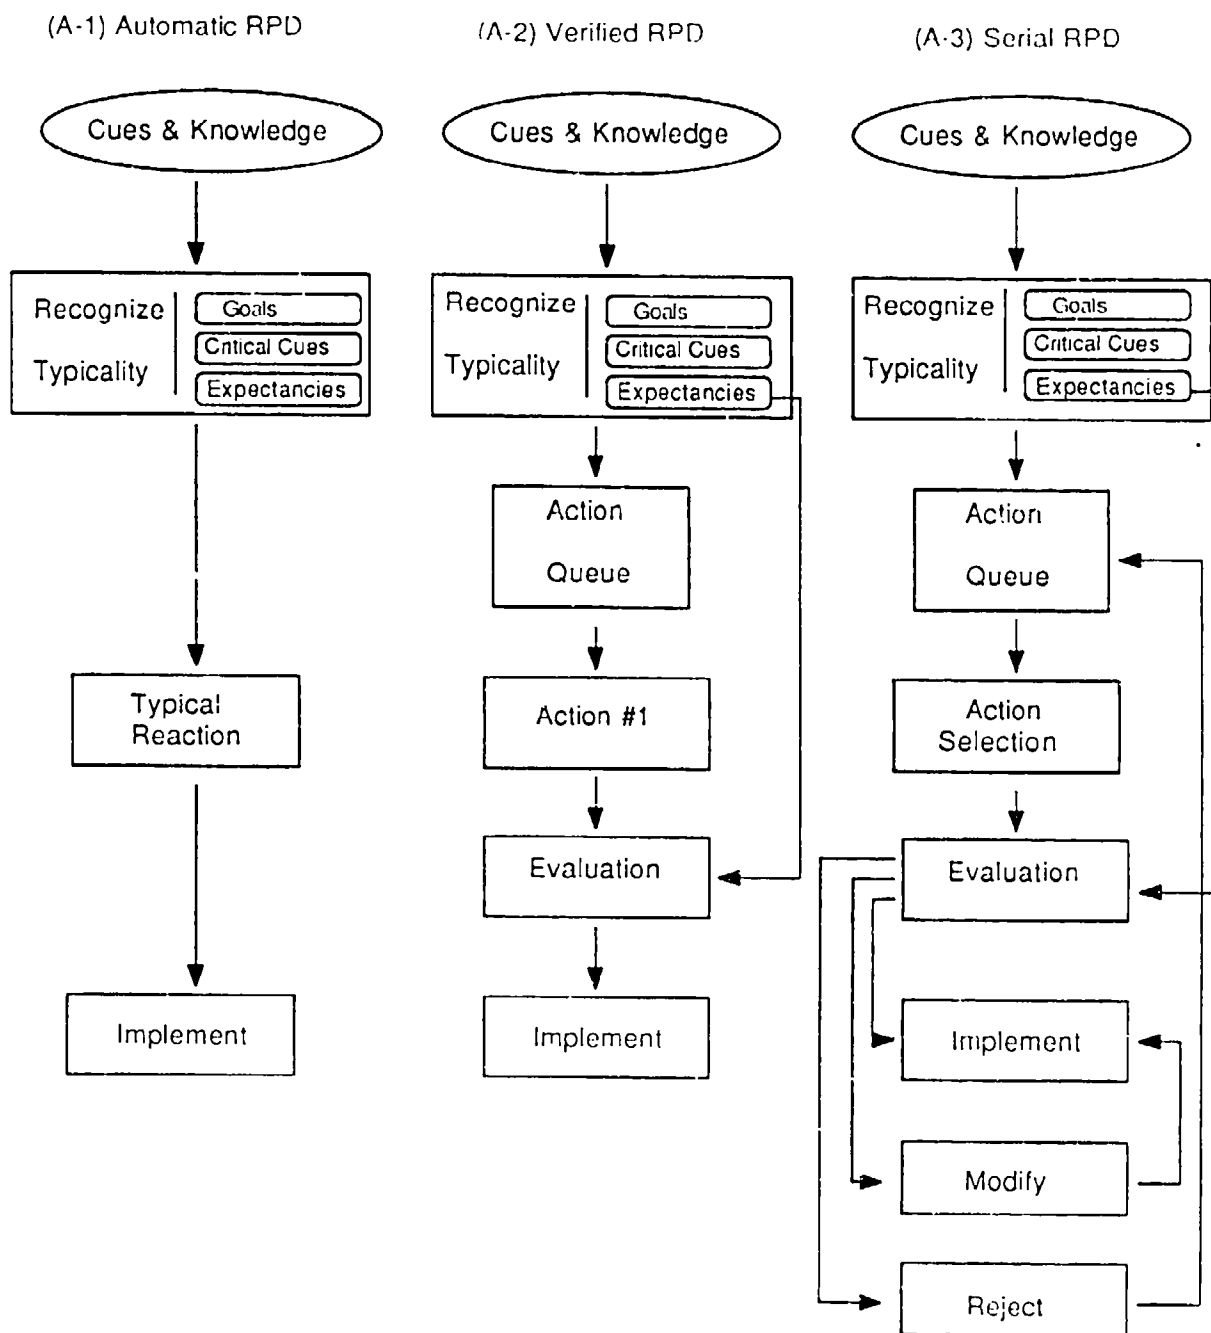 (A-1) Automatic RPD
Cues & Knowledge
Recognize
Typicality
Goals
Critical Cues
Expectancies
Typical
Reaction
Implement
(A-2) Verified RPD
Cues & Knowledge
Recognize
Typicality
Goals
Critical Cues
Expectancies
Action
Queue
Action #1
Evaluation
Implement
(A-3) Serial RPD
Cues & Knowledge
Recognize
Typicality
Goals
Critical Cues
Expectancies
Action
Queue
Action
Selection
Evaluation
Implement
Modify
Reject